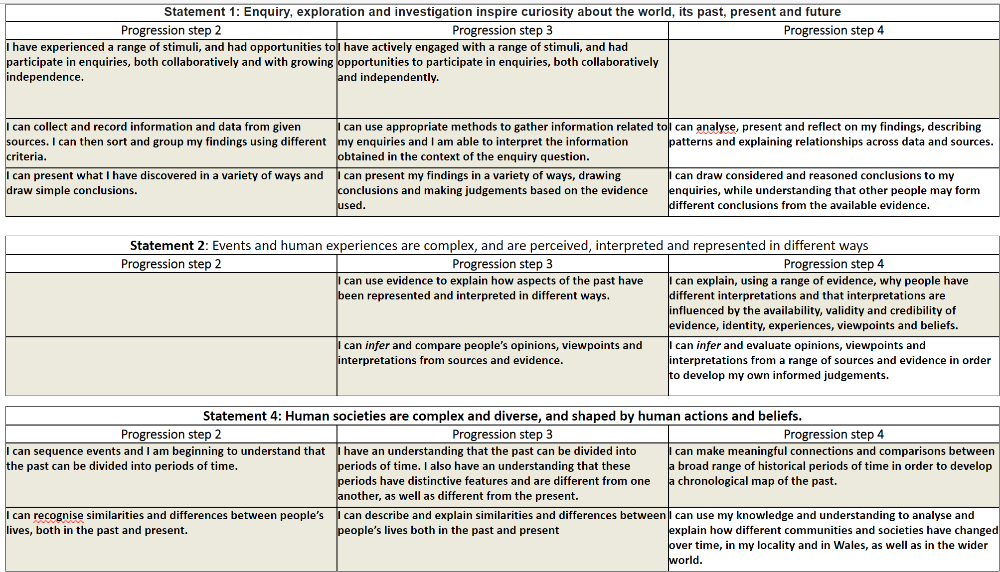 Statement 1: Enquiry, exploration and investigation inspire curiosity about the world, its past, present and future
Progression step 2
Progression step 3
Progression step 4
I have experienced a range of stimuli, and had opportunities to
participate in enquiries, both collaboratively and with growing
independence.
I have actively engaged with a range of stimuli, and had
opportunities to participate in enquiries, both collaboratively
and independently.
I can collect and record information and data from given
sources. I can then sort and group my findings using different
criteria.
I can use appropriate methods to gather information related to
my enquiries and I am able to interpret the information
obtained in the context of the enquiry question.
I can analyse, present and reflect on my findings, describing
patterns and explaining relationships across data and sources.
I can present what I have discovered in a variety of ways and
draw simple conclusions.
I can present my findings in a variety of ways, drawing
conclusions and making judgements based on the evidence
used.
I can draw considered and reasoned conclusions to my
enquiries, while understanding that other people may form
different conclusions from the available evidence.
Statement 2: Events and human experiences are complex, and are perceived, interpreted and represented in different ways
Progression step 2
Progression step 3
Progression step 4
I can use evidence to explain how aspects of the past have
been represented and interpreted in different ways.
I can explain, using a range of evidence, why people have
different interpretations and that interpretations are
influenced by the availability, validity and credibility of
evidence, identity, experiences, viewpoints and beliefs.
I can infer and compare people’s opinions, viewpoints and
interpretations from sources and evidence.
I can infer and evaluate opinions, viewpoints and
interpretations from a range of sources and evidence in order
to develop my own informed judgements.
Statement 4: Human societies are complex and diverse, and shaped by human actions and beliefs.
Progression step 2
Progression step 3
Progression step 4
I can sequence events and I am beginning to understand that
the past can be divided into periods of time.
I have an understanding that the past can be divided into
periods of time. I also have an understanding that these
periods have distinctive features and are different from one
another, as well as different from the present.
I can make meaningful connections and comparisons between
a broad range of historical periods of time in order to develop
a chronological map of the past.
I can recognise similarities and differences between people’s
lives, both in the past and present.
I can describe and explain similarities and differences between
people’s lives both in the past and present
I can use my knowledge and understanding to analyse and
explain how different communities and societies have changed
over time, in my locality and in Wales, as well as in the wider
world.